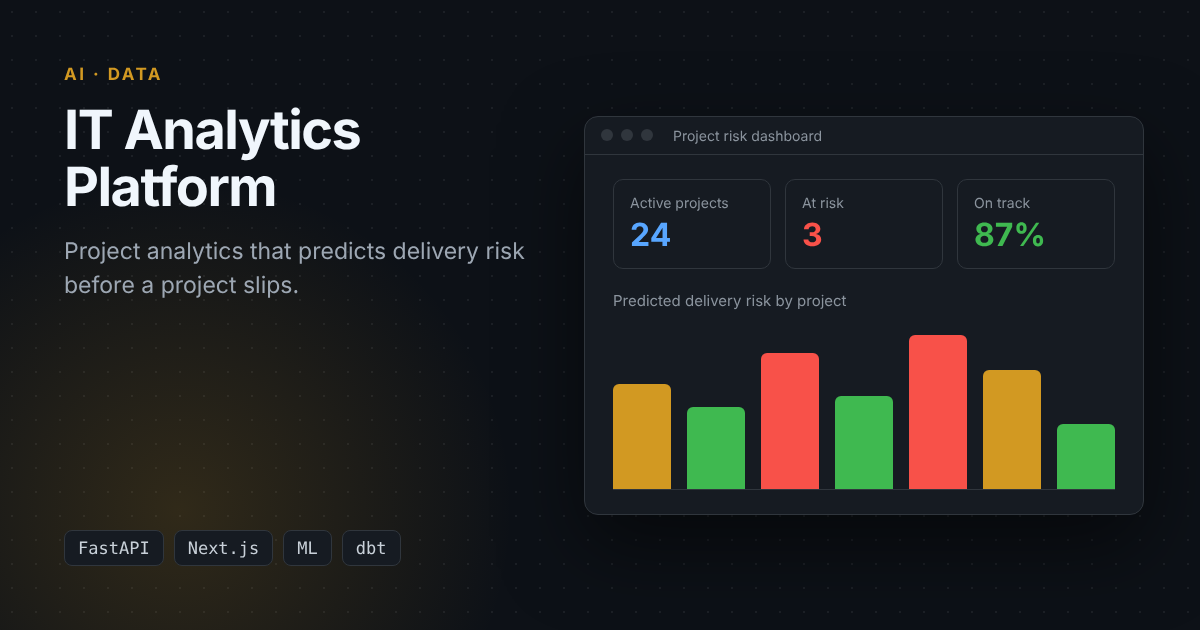 AI · DATA
IT Analytics
Platform
Project analytics that predicts delivery risk
before a project slips.
FastAPI
Next.js
ML
dbt
Project risk dashboard
Active projects
24
At risk
3
On track
87%
Predicted delivery risk by project